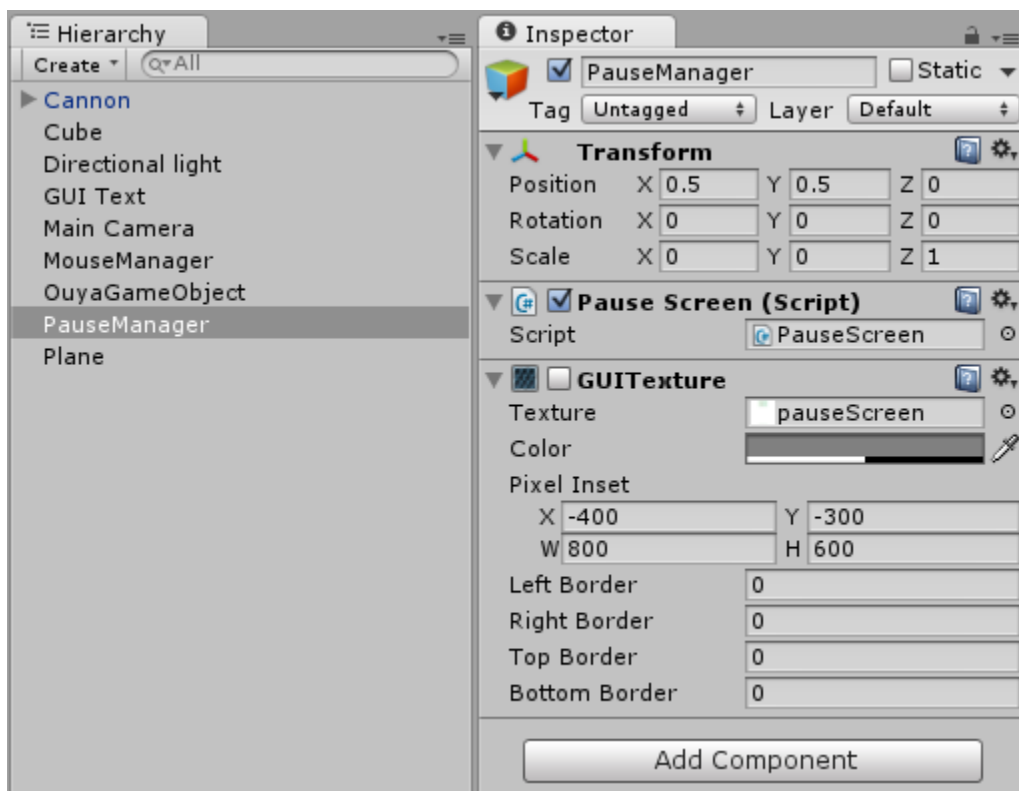 Hierarchy
Create All
Cannon
Cube
Directional light
GUI Text
Main Camera
MouseManager
OuyaGameObject
PauseManager
Plane
Inspector
PauseManager Static
Tag Untagged Layer Default
Transform
Position X 0.5 Y 0.5 Z 0
Rotation X 0 Y 0 Z 0
Scale X 0 Y 0 Z 1
Pause Screen (Script)
Script PauseScreen
GUITexture
Texture pauseScreen
Color
Pixel Inset
X -400 Y -300
W 800 H 600
Left Border 0
Right Border 0
Top Border 0
Bottom Border 0
Add Component